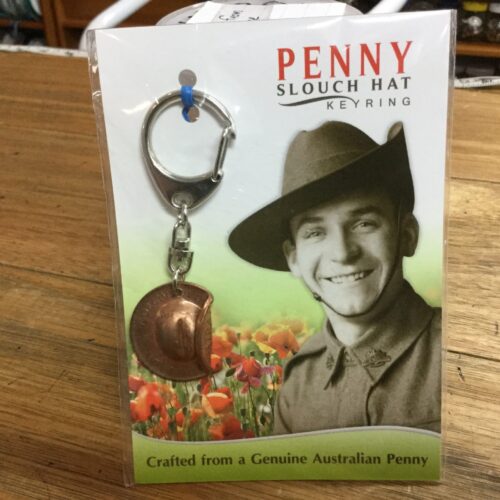 PENNY
SLOUCH HAT
KEYRING
Crafted from a Genuine Australian Penny